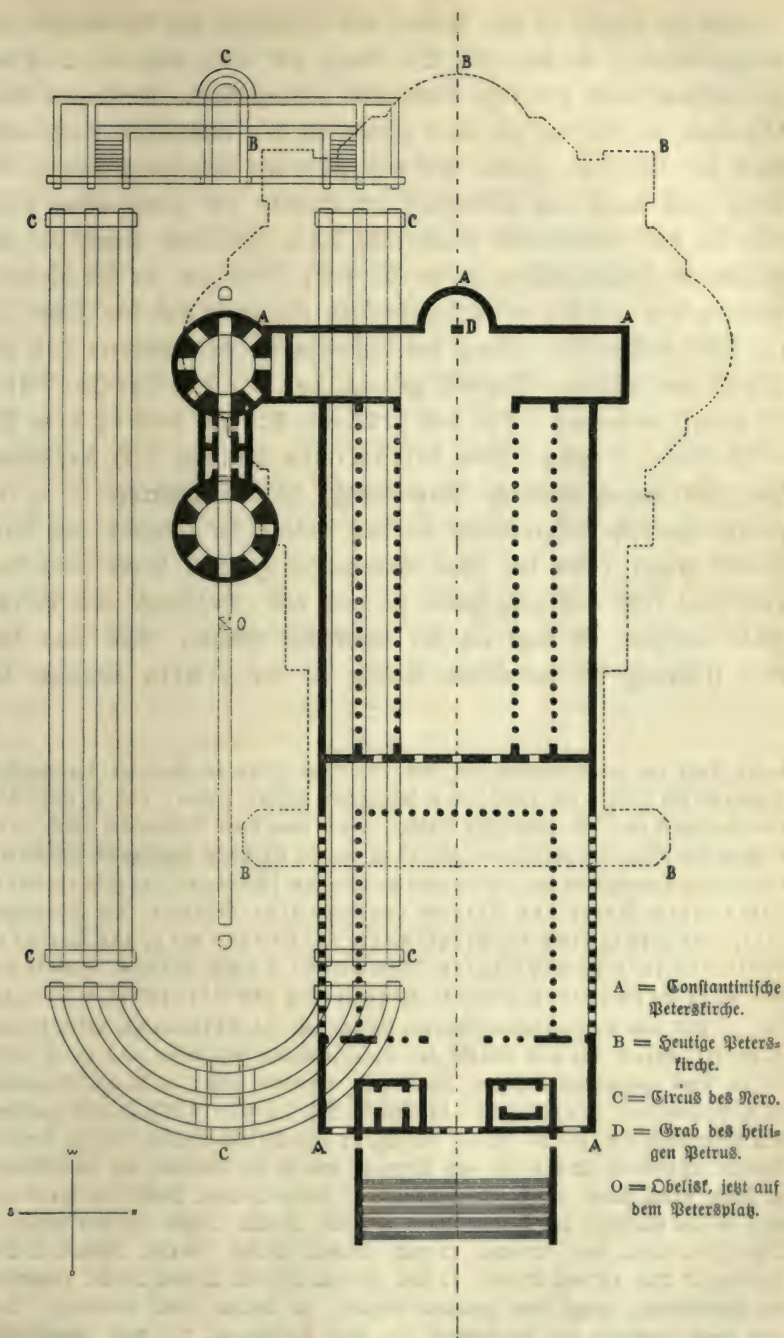 C
B
B
B
C
C
A
A
D
A
O
B
B
C
C
A = Constantinische
Peterskirche.
B = Heutige Peters=
kirche.
C = Circus des Nero.
D = Grab des heili=
gen Petrus.
O = Obelisk, jetzt auf
dem Petersplatz.
A
C
A
W
S
O